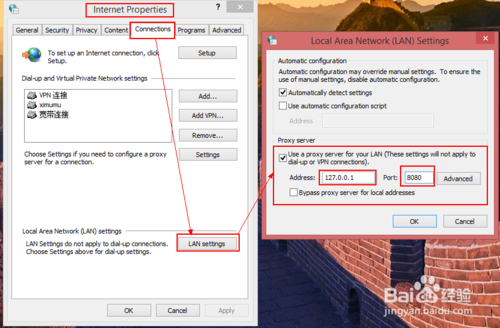 Internet Properties
General Security Privacy Content Connections Programs Advanced
To set up an Internet connection, click
Setup.
Setup
Dial-up and Virtual Private Network settings
VPN 连接
ximumu
宽带连接
Add...
Add VPN...
Remove...
Choose Settings if you need to configure a proxy
server for a connection.
Settings
Local Area Network (LAN) settings
LAN Settings do not apply to dial-up connections.
Choose Settings above for dial-up settings.
LAN settings
OK Cancel Apply
Local Area Network (LAN) Settings
Automatic configuration
Automatic configuration may override manual settings. To ensure the
use of manual settings, disable automatic configuration.
Automatically detect settings
Use automatic configuration script
Address
Proxy server
Use a proxy server for your LAN (These settings will not apply to
dial-up or VPN connections).
Address: 127.0.0.1 Port: 8080 Advanced
Bypass proxy server for local addresses
OK Cancel
Baidu 经验
jingyan.baidu.com